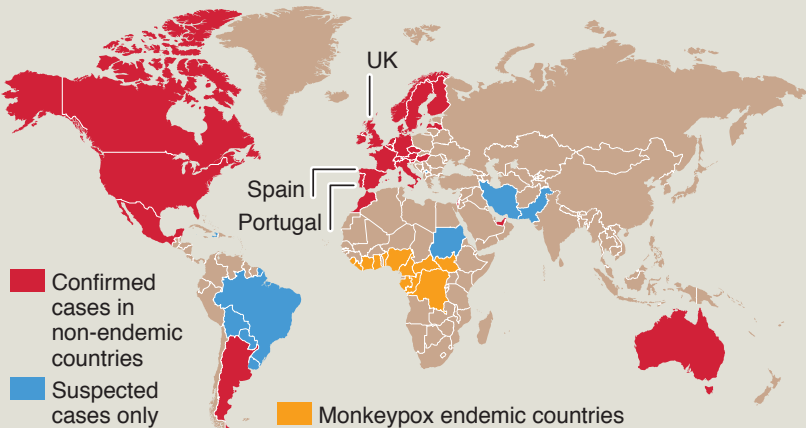 UK
Spain
Portugal
Confirmed
cases in
non-endemic
countries
Suspected
cases only
Monkeypox endemic countries